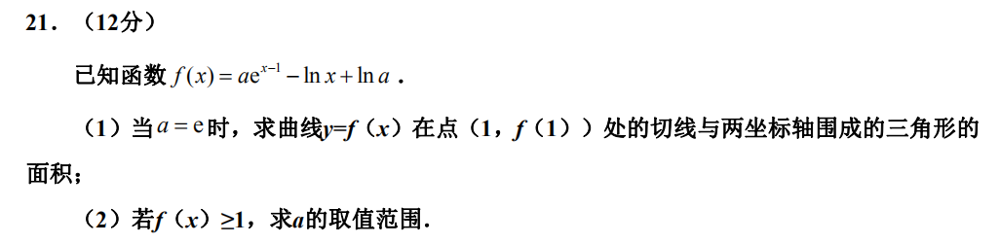 21．（12分）
已知函数 f(x) = ae^{x−1} − ln x + ln a．
（1）当 a = e 时，求曲线y=f（x）在点（1，f（1））处的切线与两坐标轴围成的三角形的
面积；
（2）若f（x）≥1，求a的取值范围．